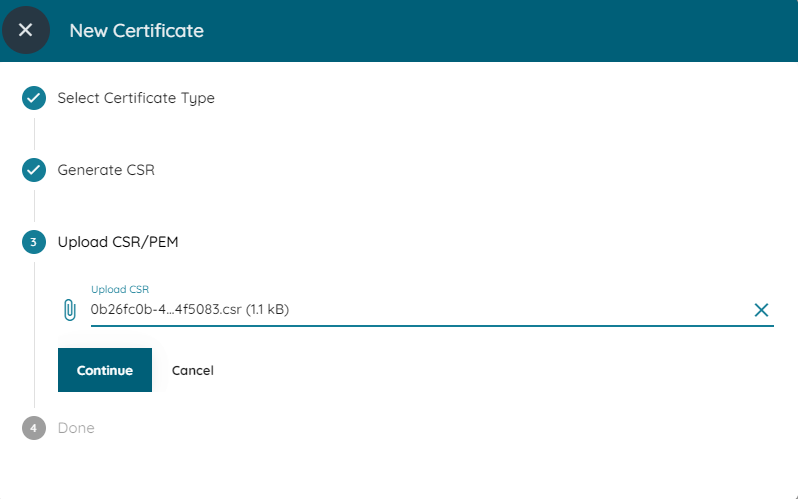 New Certificate
Select Certificate Type
Generate CSR
3 Upload CSR/PEM
Upload CSR
0b26fc0b-4...4f5083.csr (1.1 kB)
Continue Cancel
4 Done